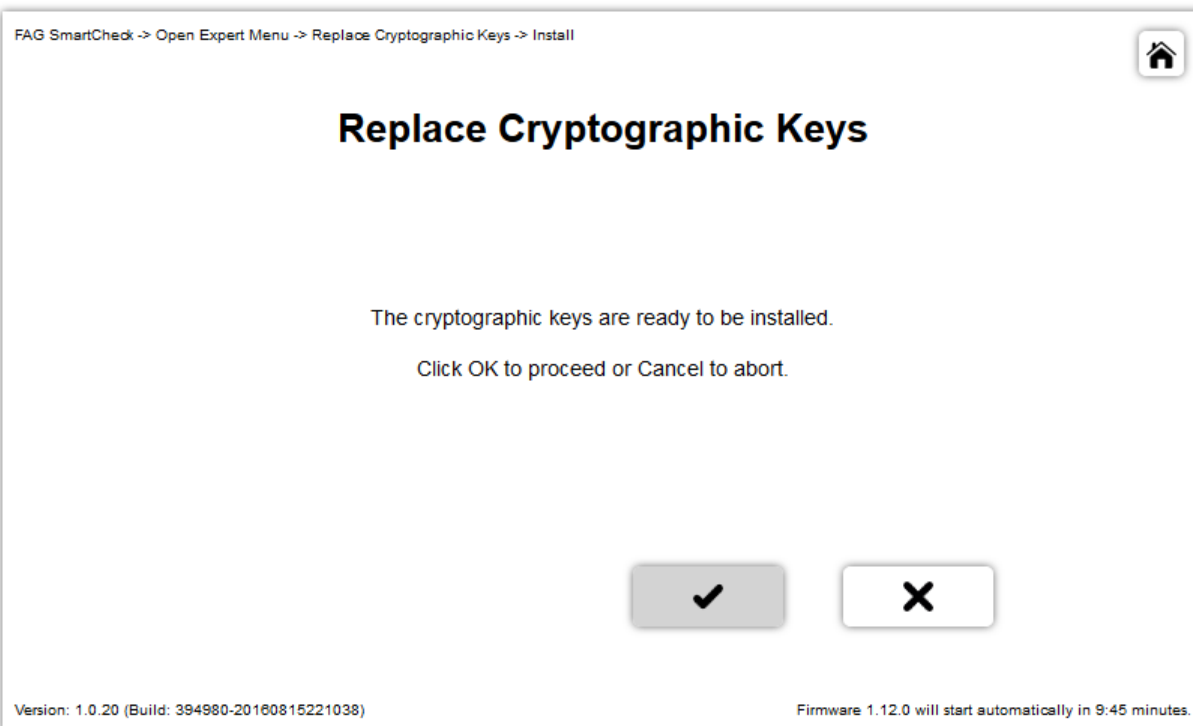 FAG SmartCheck -> Open Expert Menu -> Replace Cryptographic Keys -> Install
Replace Cryptographic Keys
The cryptographic keys are ready to be installed.
Click OK to proceed or Cancel to abort.
Version: 1.0.20 (Build: 394980-20160815221038)
Firmware 1.12.0 will start automatically in 9:45 minutes.